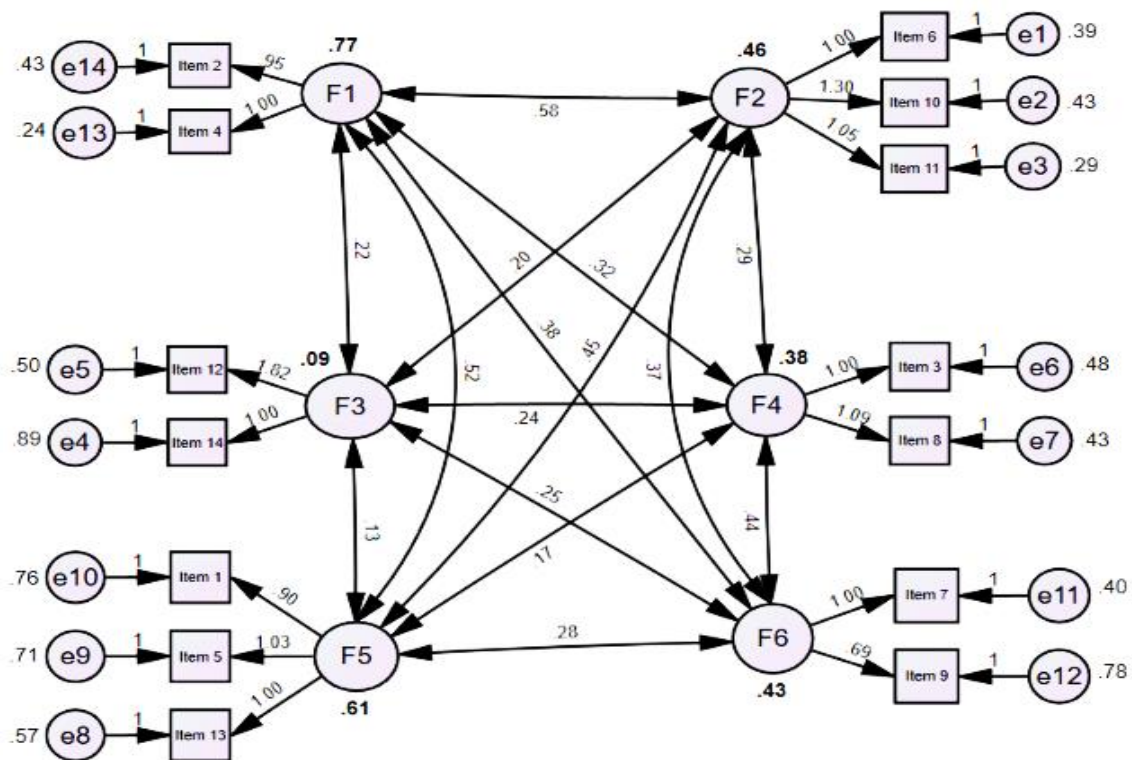 .77
.46
.43 e14 1 Item 2 .95 F1
.24 e13 1 Item 4 1.00
.58
F2 1.00 Item 6 1 e1 .39
1.30 Item 10 1 e2 .43
1.05 Item 11 1 e3 .29
.22
.20
.32
.29
.38
.45
.37
.52
.50 e5 1 Item 12 1.82 .09 F3
.89 e4 1 Item 14 1.00
.24
.38
F4 1.00 Item 3 1 e6 .48
1.09 Item 8 1 e7 .43
.25
.13
.17
.44
.76 e10 1 Item 1 .90
.71 e9 1 Item 5 1.03 F5
.57 e8 1 Item 13 1.00
.61
.28
F6 1.00 Item 7 1 e11 .40
.69 Item 9 1 e12 .78
.43